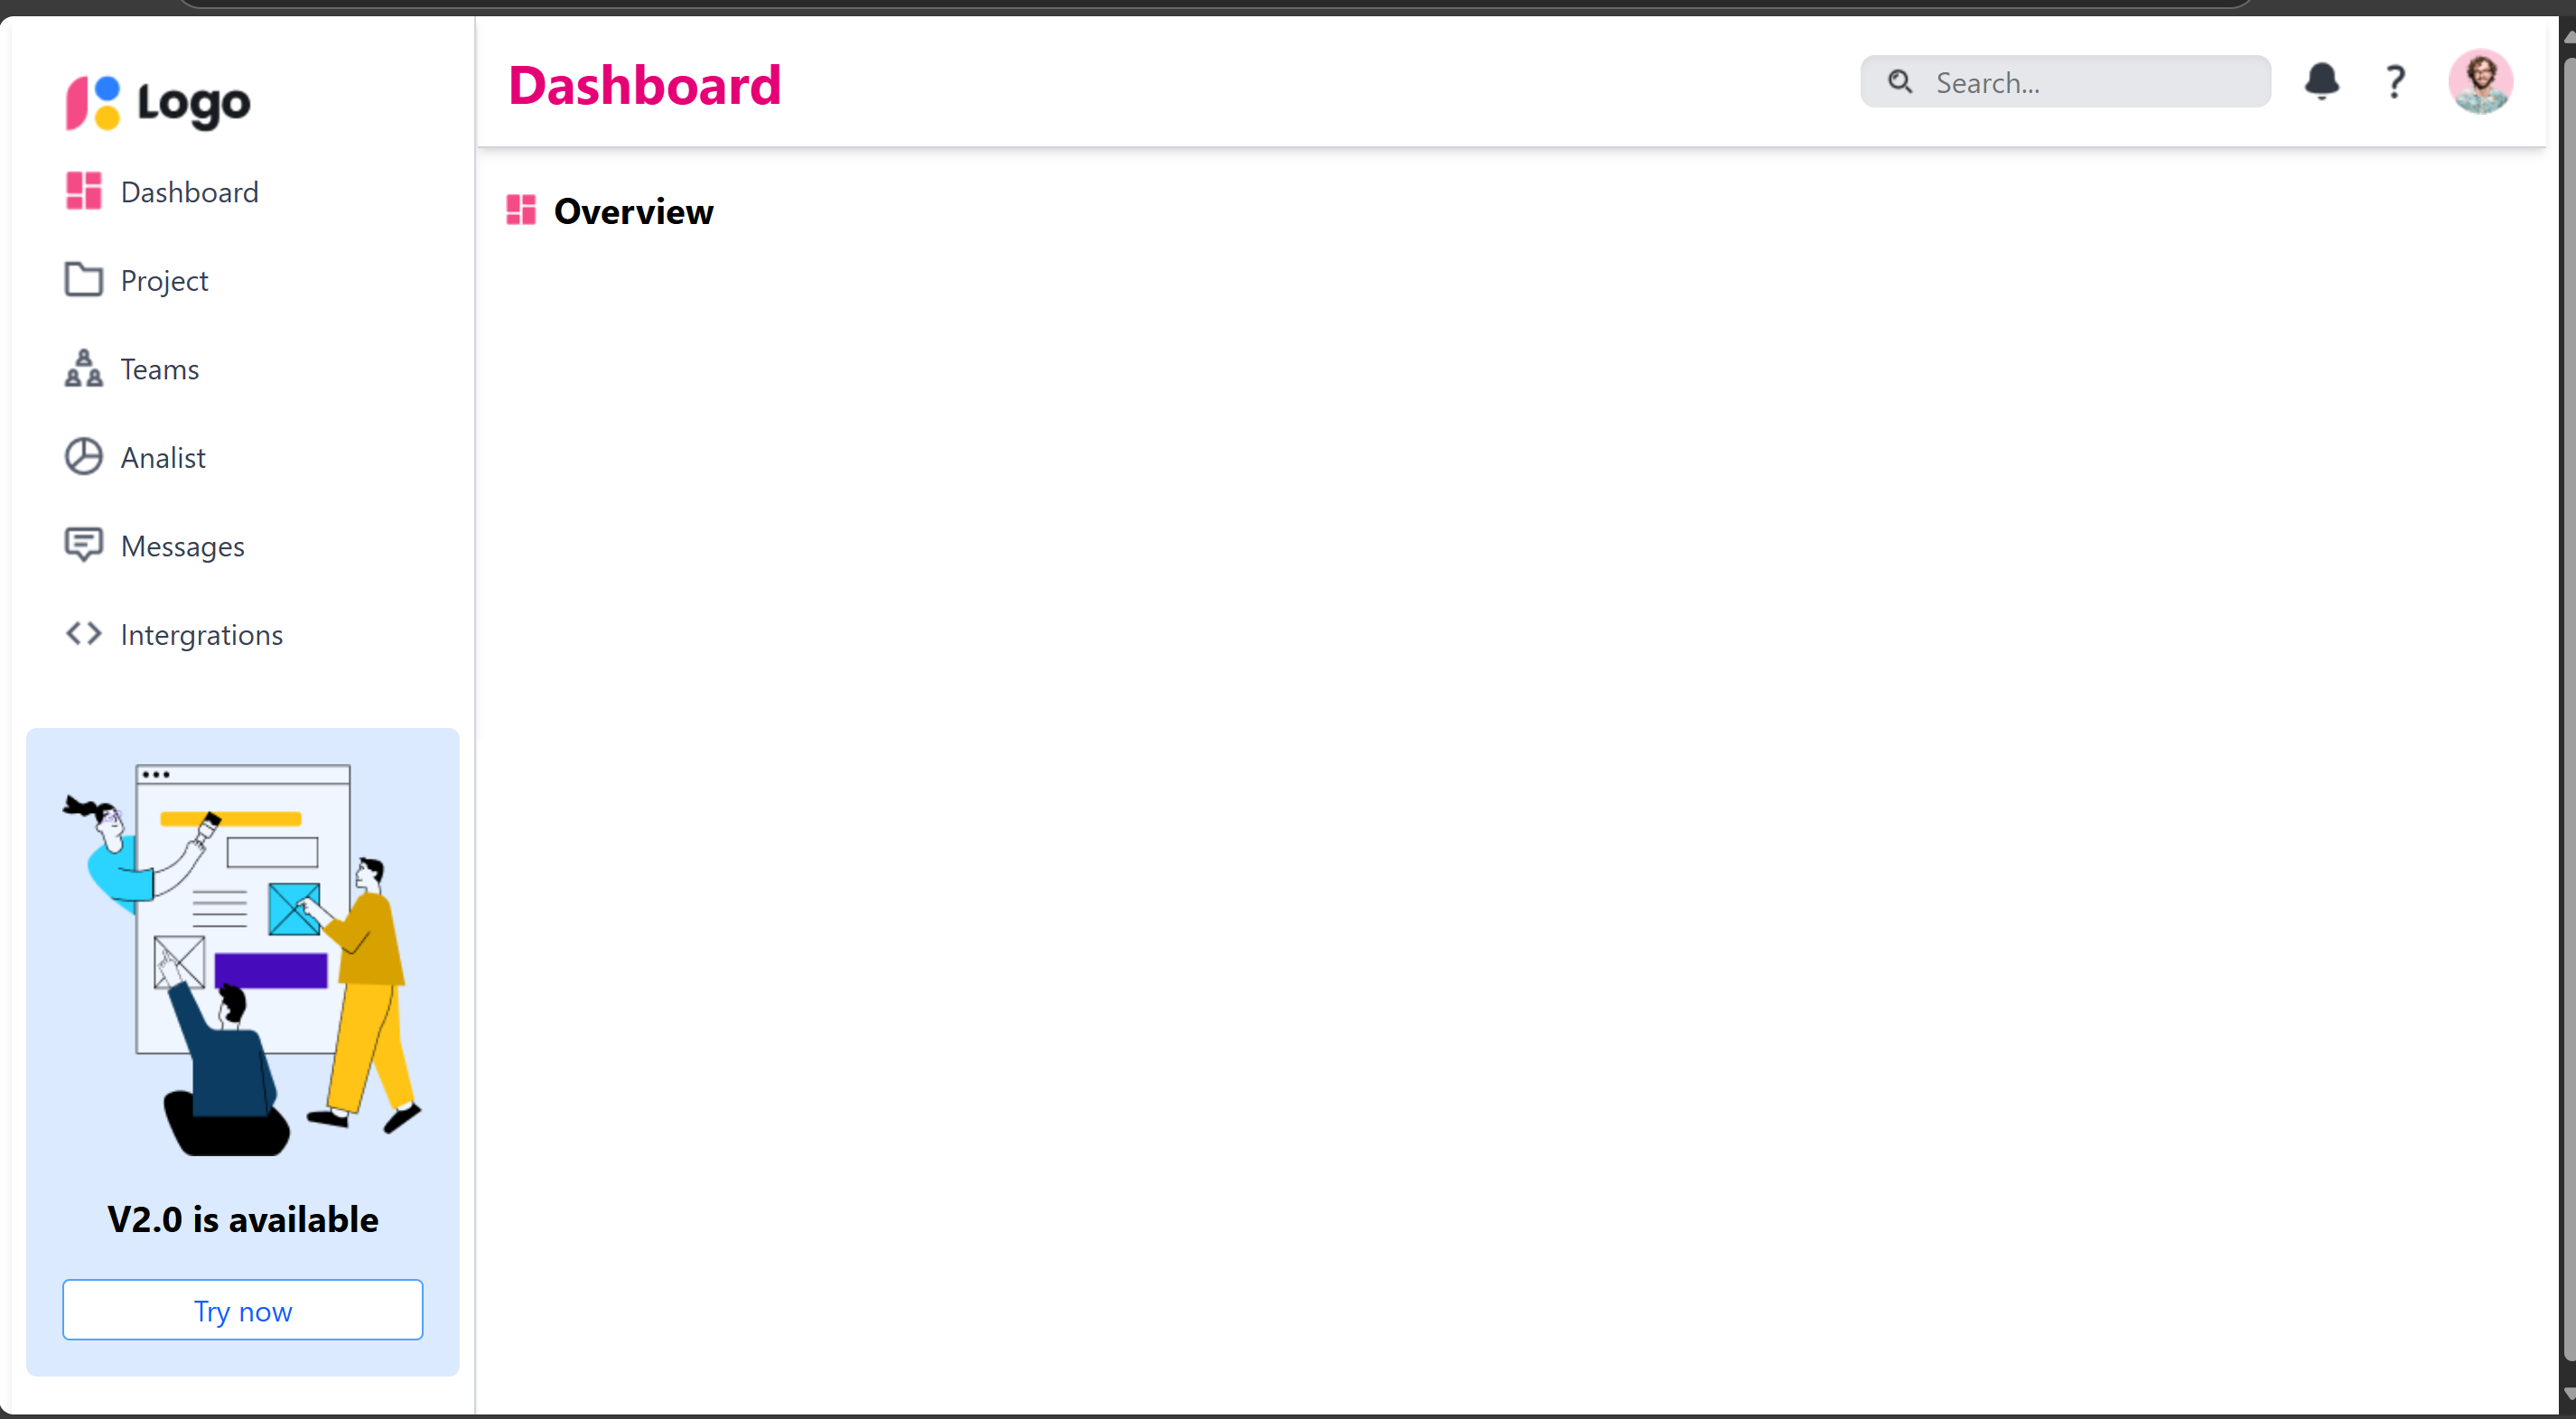 Logo
Dashboard
Project
Teams
Analist
Messages
Intergrations
V2.0 is available
Try now
Dashboard
Search...
?
Overview